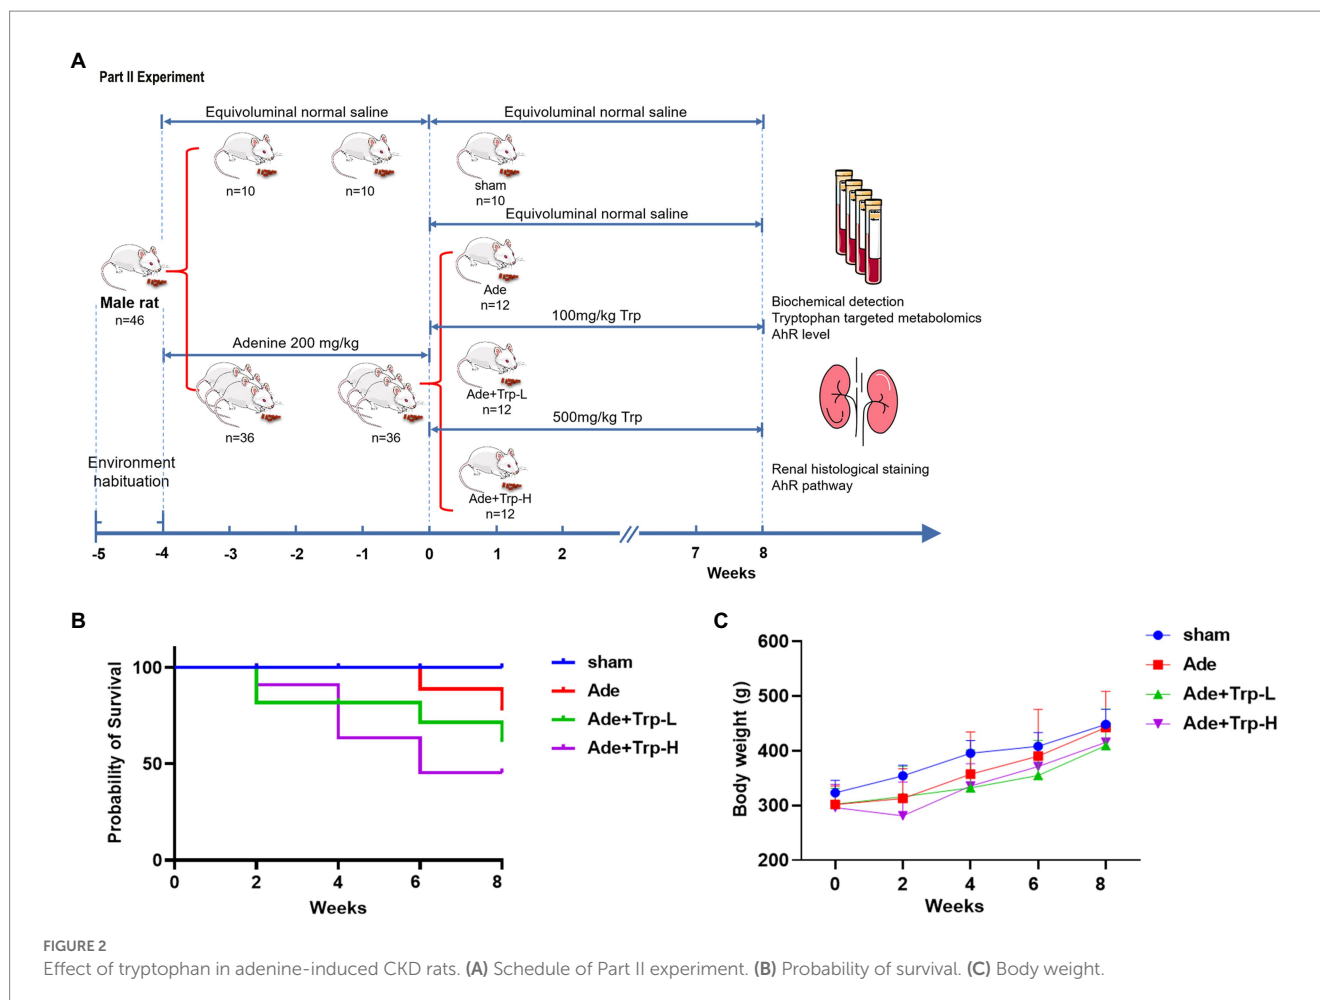 A
Part II Experiment
Equivoluminal normal saline
Equivoluminal normal saline
n=10
n=10
sham
n=10
Equivoluminal normal saline
Male rat
n=46
Ade
n=12
100mg/kg Trp
Adenine 200 mg/kg
Ade+Trp-L
n=12
500mg/kg Trp
n=36
n=36
Ade+Trp-H
n=12
Environment
habituation
Biochemical detection
Tryptophan targeted metabolomics
AhR level
Renal histological staining
AhR pathway
-5 -4 -3 -2 -1 0 1 2 7 8
Weeks
B
Probability of Survival
100
50
0
0 2 4 6 8
Weeks
sham
Ade
Ade+Trp-L
Ade+Trp-H
C
Body weight (g)
600
500
400
300
200
0 2 4 6 8
Weeks
sham
Ade
Ade+Trp-L
Ade+Trp-H
FIGURE 2
Effect of tryptophan in adenine-induced CKD rats. (A) Schedule of Part II experiment. (B) Probability of survival. (C) Body weight.